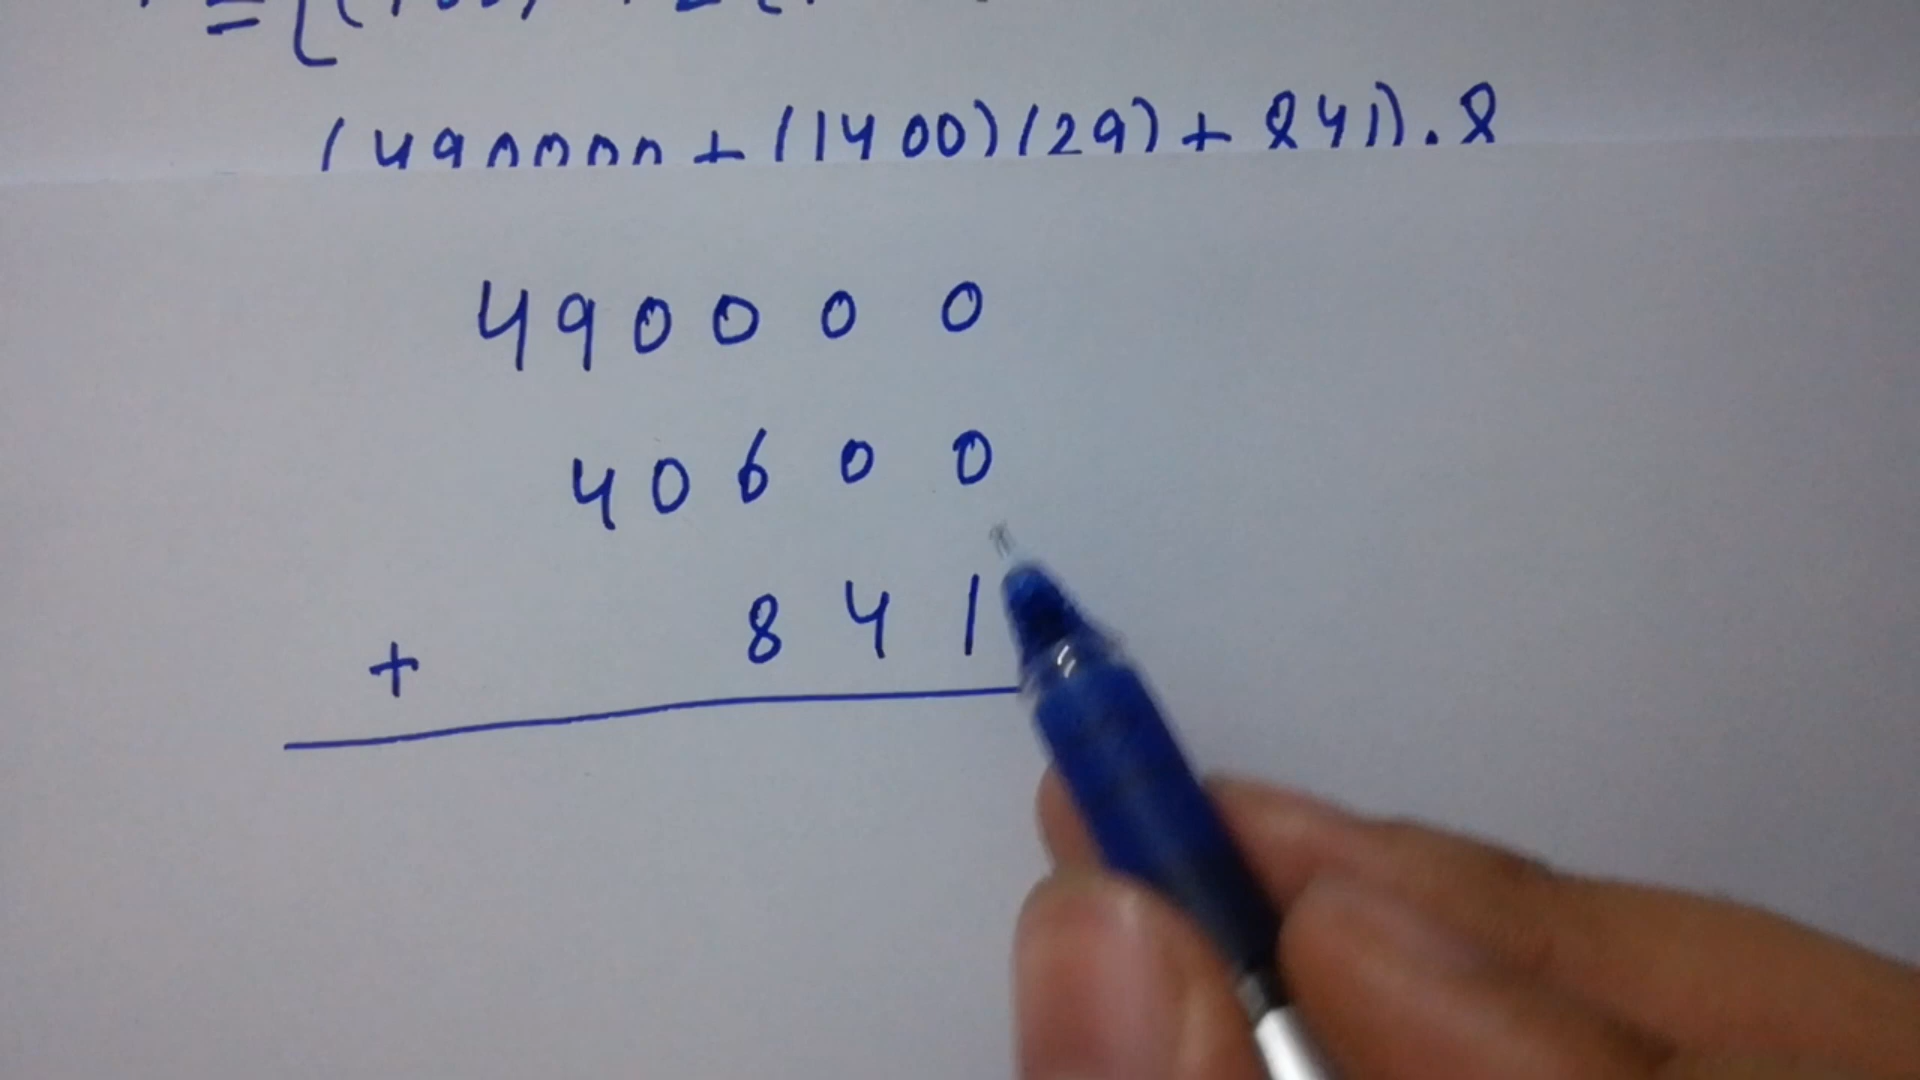 (490000 + (1400)(29) + 841).8
490000
40600
+ 841